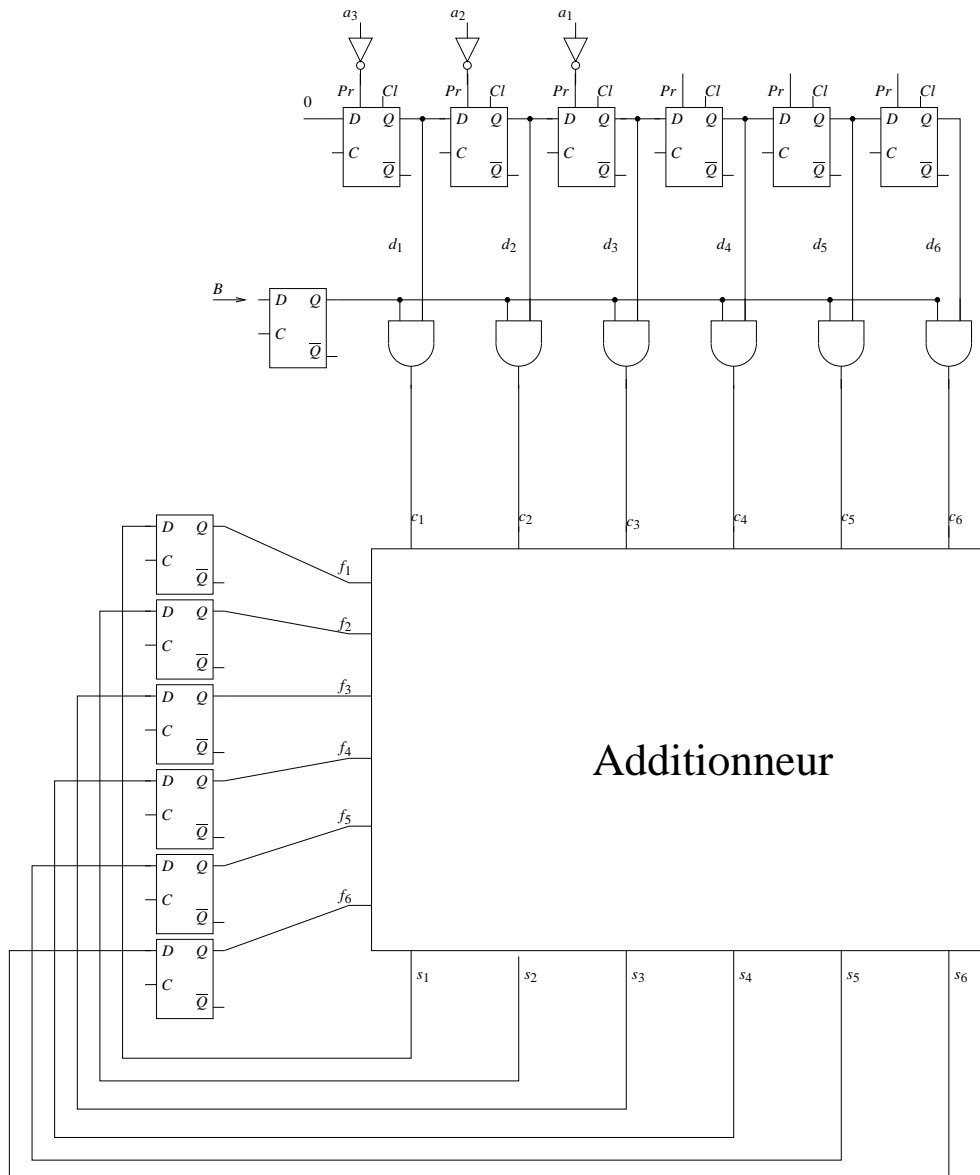 a3 a2 a1
Pr Cl Pr Cl Pr Cl Pr Cl Pr Cl Pr Cl
0 D Q D Q D Q D Q D Q D Q
C C C C C C
Q̅ Q̅ Q̅ Q̅ Q̅ Q̅
d1 d2 d3 d4 d5 d6
B D Q
C
Q̅
c1 c2 c3 c4 c5 c6
D Q
C
Q̅
f1
D Q
C
Q̅
f2
D Q
C
Q̅
f3
D Q
C
Q̅
f4
D Q
C
Q̅
f5
D Q
C
Q̅
f6
Additionneur
s1 s2 s3 s4 s5 s6